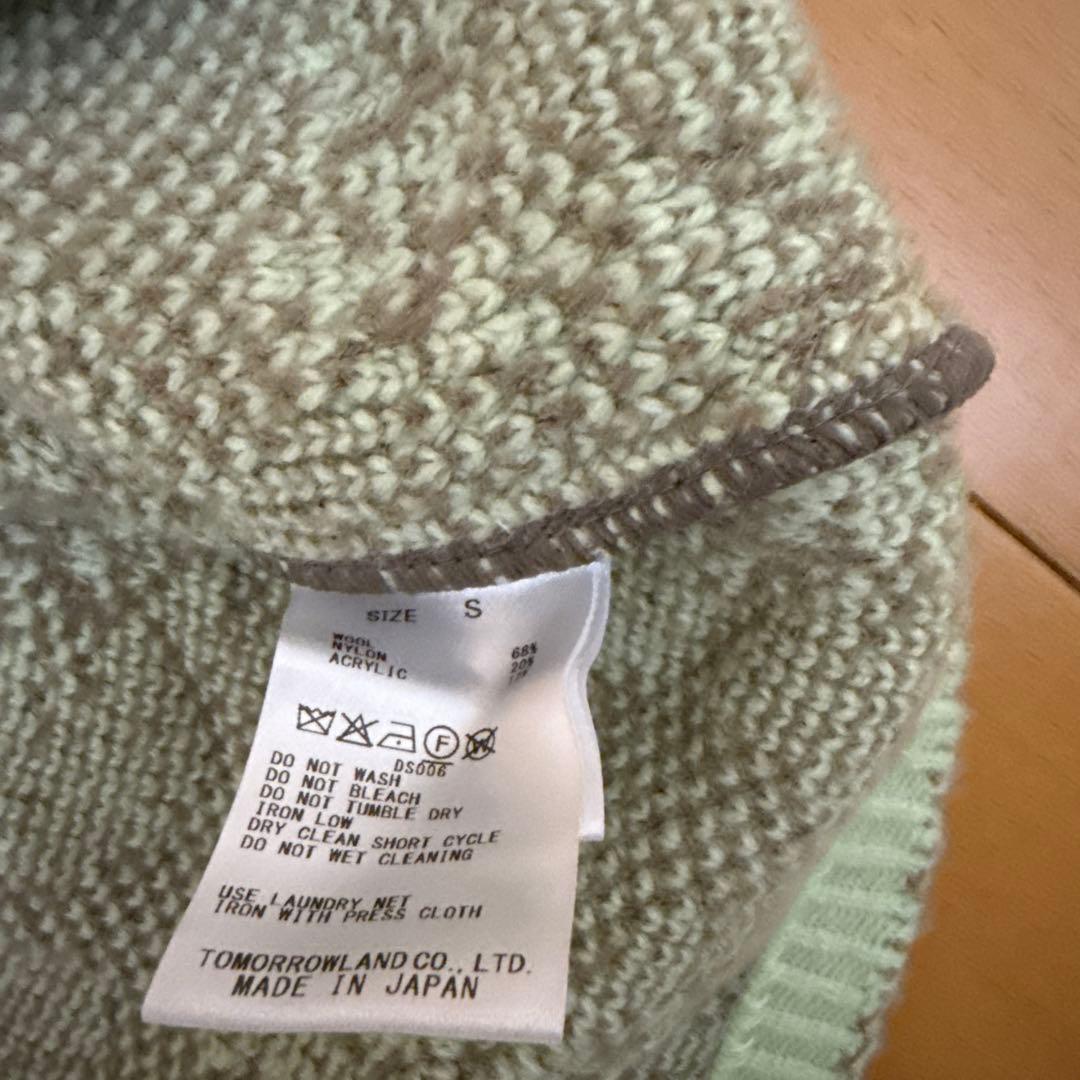 SIZE S
WOOL 68%
NYLON 20%
ACRYLIC 12%
F W
DS006
DO NOT WASH
DO NOT BLEACH
DO NOT TUMBLE DRY
IRON LOW
DRY CLEAN SHORT CYCLE
DO NOT WET CLEANING
USE LAUNDRY NET
IRON WITH PRESS CLOTH
TOMORROWLAND CO., LTD.
MADE IN JAPAN